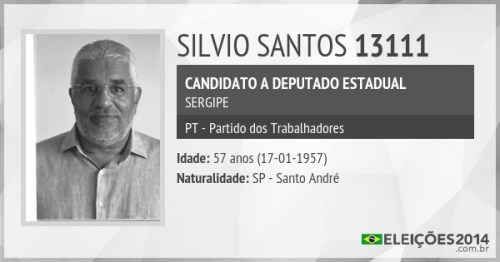 SILVIO SANTOS 13111
CANDIDATO A DEPUTADO ESTADUAL
SERGIPE
PT - Partido dos Trabalhadores
Idade: 57 anos (17-01-1957)
Naturalidade: SP - Santo André
ELEIÇÕES2014
.com.br